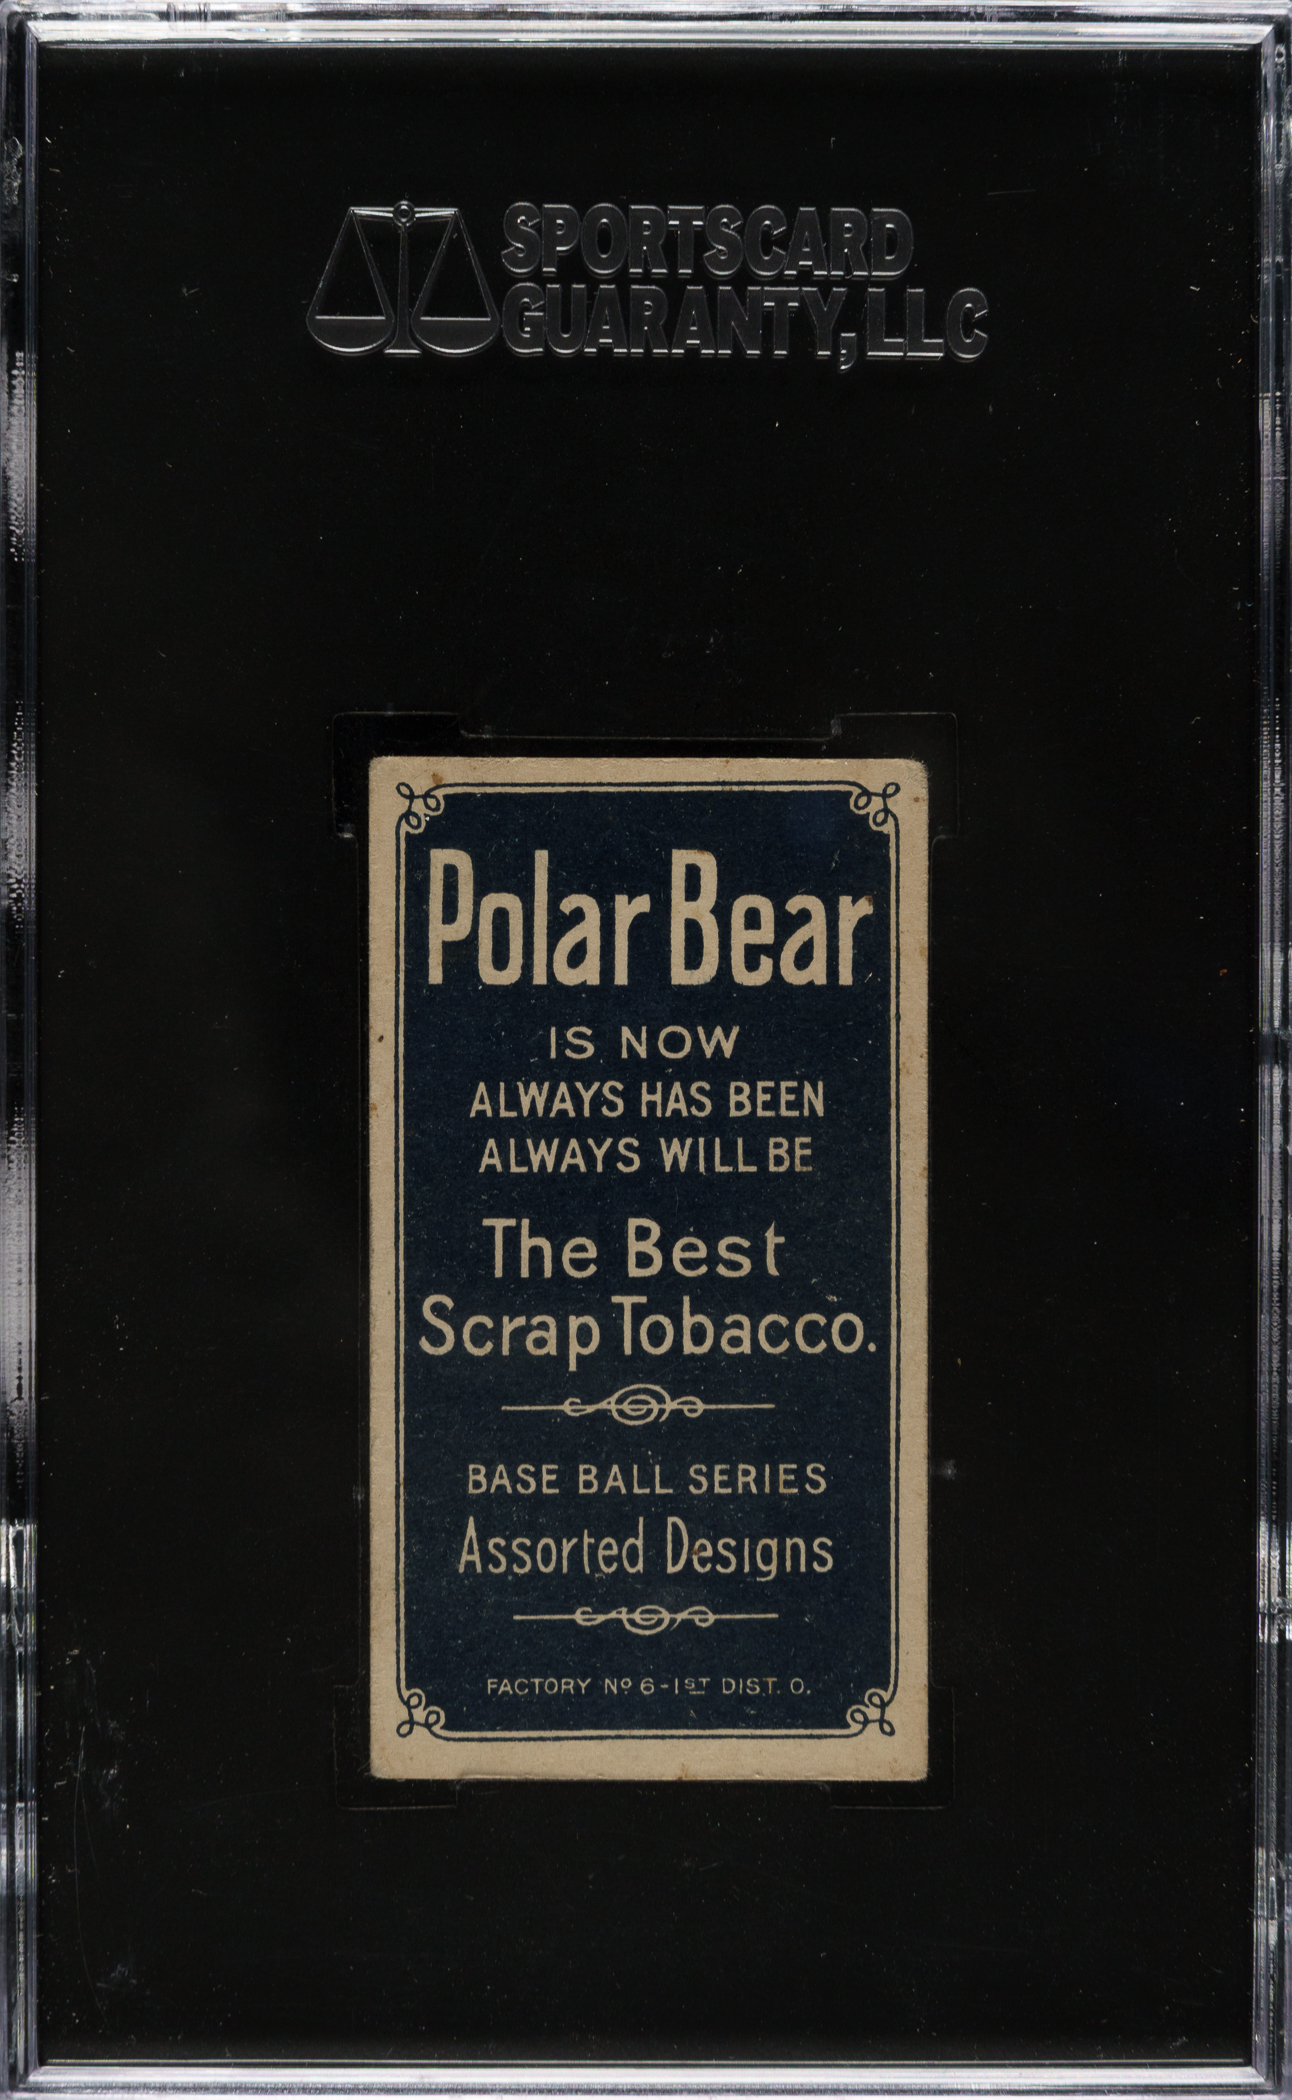 SPORTSCARD
GUARANTY, LLC
Polar Bear
IS NOW
ALWAYS HAS BEEN
ALWAYS WILL BE
The Best
Scrap Tobacco.
BASE BALL SERIES
Assorted Designs
FACTORY Nº 6-1ST DIST. O.